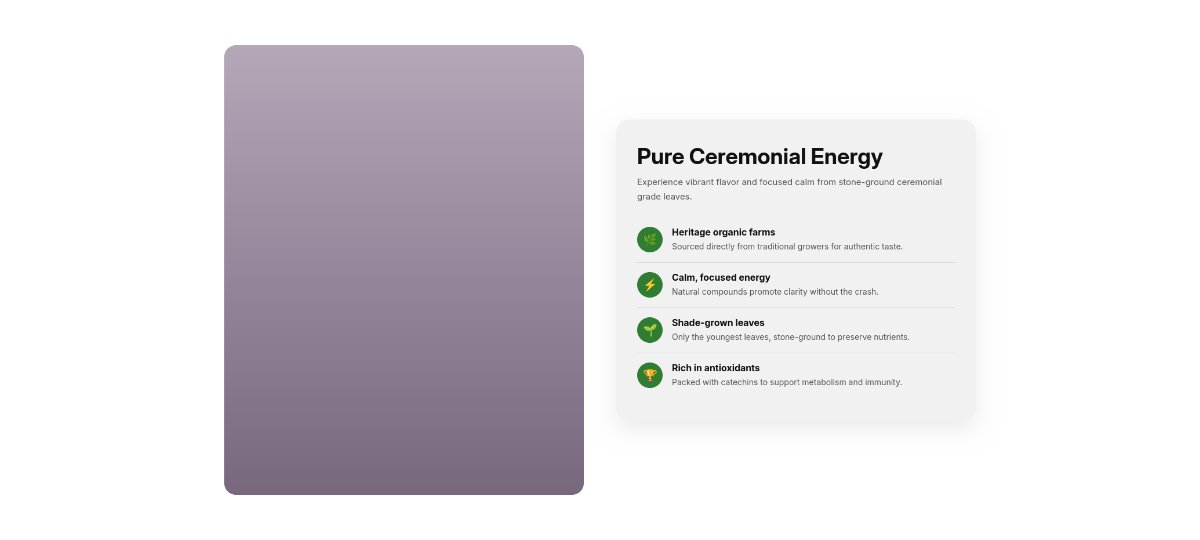 Pure Ceremonial Energy
Experience vibrant flavor and focused calm from stone-ground ceremonial
grade leaves.
Heritage organic farms
Sourced directly from traditional growers for authentic taste.
Calm, focused energy
Natural compounds promote clarity without the crash.
Shade-grown leaves
Only the youngest leaves, stone-ground to preserve nutrients.
Rich in antioxidants
Packed with catechins to support metabolism and immunity.